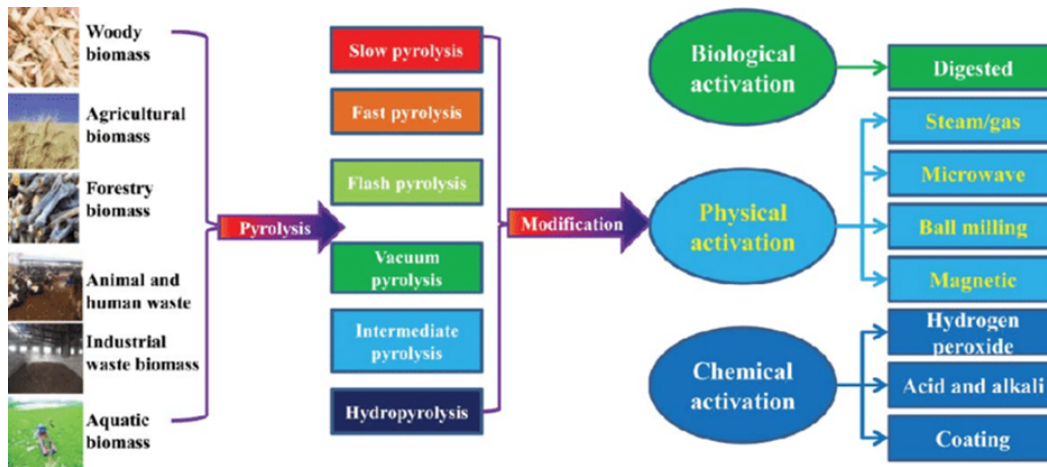 Woody
biomass
Agricultural
biomass
Forestry
biomass
Animal and
human waste
Industrial
waste biomass
Aquatic
biomass
Pyrolysis
Slow pyrolysis
Fast pyrolysis
Flash pyrolysis
Vacuum
pyrolysis
Intermediate
pyrolysis
Hydropyrolysis
Modification
Biological
activation
Digested
Physical
activation
Steam/gas
Microwave
Ball milling
Magnetic
Chemical
activation
Hydrogen
peroxide
Acid and alkali
Coating